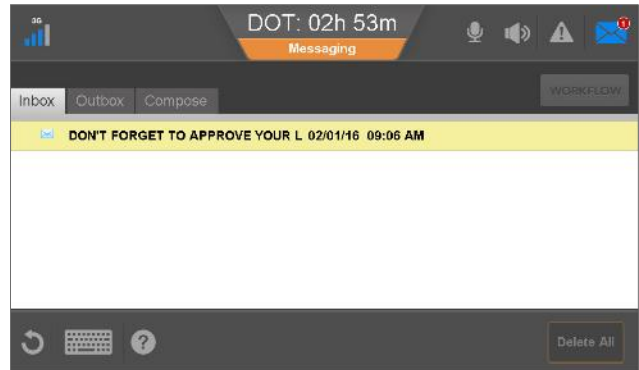 3G
DOT: 02h 53m
Messaging
1
Inbox Outbox Compose
WORKFLOW
DON'T FORGET TO APPROVE YOUR L 02/01/16 09:06 AM
?
Delete All